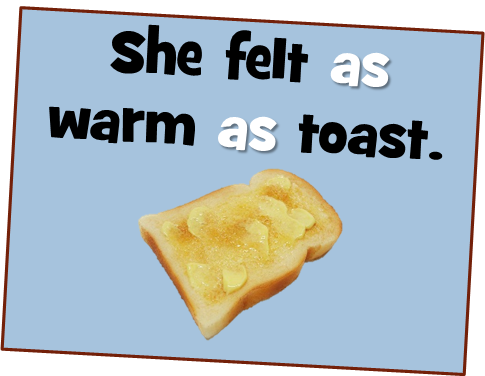 She felt as
warm as toast.